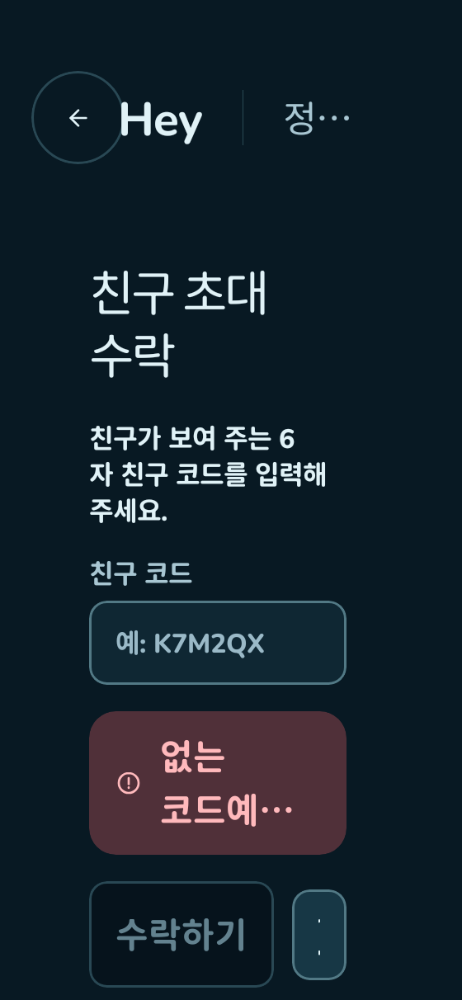 Hey
정…
친구 초대
수락
친구가 보여 주는 6
자 친구 코드를 입력해
주세요.
친구 코드
예: K7M2QX
없는
코드예…
수락하기